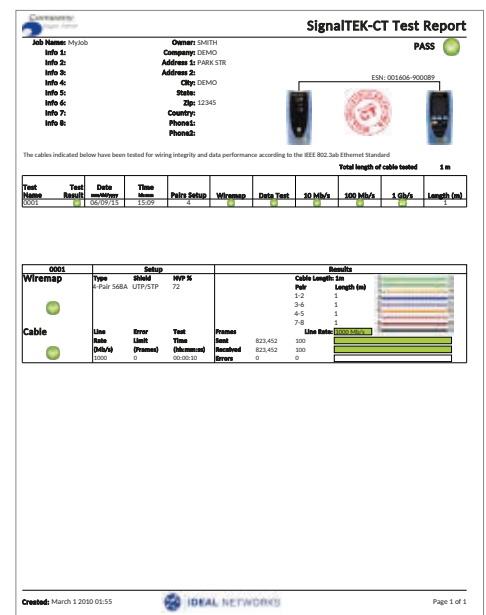 SignalTEK-CT Test Report
Job Name: MyJob Owner: SMITH PASS
Info 1: Company: DEMO
Info 2: Address 1: PARK STR
Info 3: Address 2:
Info 4: City: DEMO ESN: 001606-900089
Info 5: State:
Info 6: Zip: 12345
Info 7: Country:
Info 8: Phone1:
Phone2:
The cables indicated below have been tested for wiring integrity and data performance according to the IEEE 802.3ab Ethernet Standard
Total length of cable tested 1 m
Test Test Date Time
Name Result mm/dd/yyyy hh:mm Pairs Setup Wiremap Data Test 10 Mb/s 100 Mb/s 1 Gb/s Length (m)
0001 06/09/15 15:09 4 1
0001 Setup Results
Wiremap Type Shield NVP % Cable Length: 1m
4-Pair 568A UTP/STP 72 Pair Length (m)
1-2 1
3-6 1
4-5 1
7-8 1
Cable Line Error Test Frames Line Rate: 1000 Mb/s
Rate Limit Time Sent 823,452 100
(Mb/s) (Frames) (hh:mm:ss) Received 823,452 100
1000 0 00:00:10 Errors 0 0
Created: March 1 2010 01:55 IDEAL NETWORKS Page 1 of 1